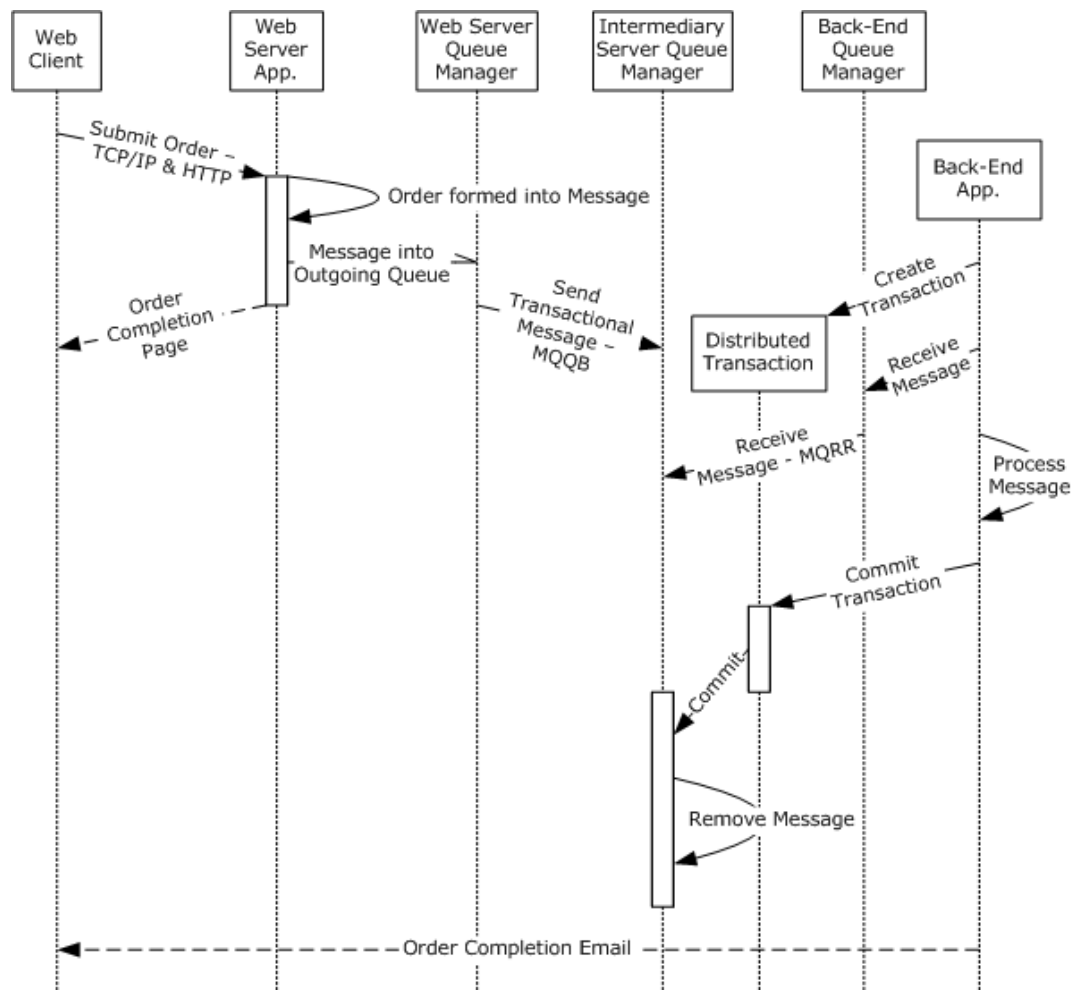 Web
Client
Web
Server
App.
Web Server
Queue
Manager
Intermediary
Server Queue
Manager
Back-End
Queue
Manager
Submit Order –
TCP/IP & HTTP
Back-End
App.
Order formed into Message
Message into
Outgoing Queue
Create
Transaction
Order
Completion
Page
Send
Transactional
Message –
MQQB
Distributed
Transaction
Receive
Message
Receive
Message - MQRR
Process
Message
Commit
Transaction
Commit
Remove Message
Order Completion Email